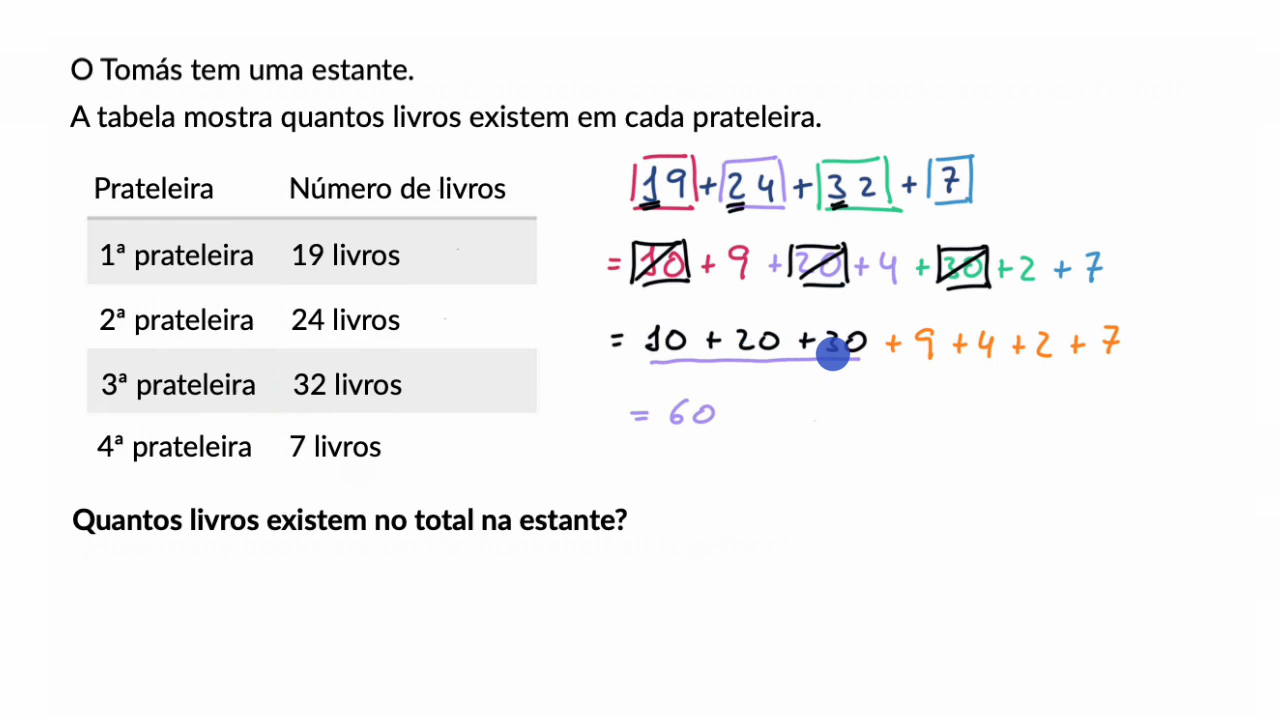 O Tomás tem uma estante.
A tabela mostra quantos livros existem em cada prateleira.
Prateleira Número de livros
1ª prateleira 19 livros
2ª prateleira 24 livros
3ª prateleira 32 livros
4ª prateleira 7 livros
Quantos livros existem no total na estante?
19 + 24 + 32 + 7
= 10 + 9 + 20 + 4 + 30 + 2 + 7
= 10 + 20 + 30 + 9 + 4 + 2 + 7
= 60